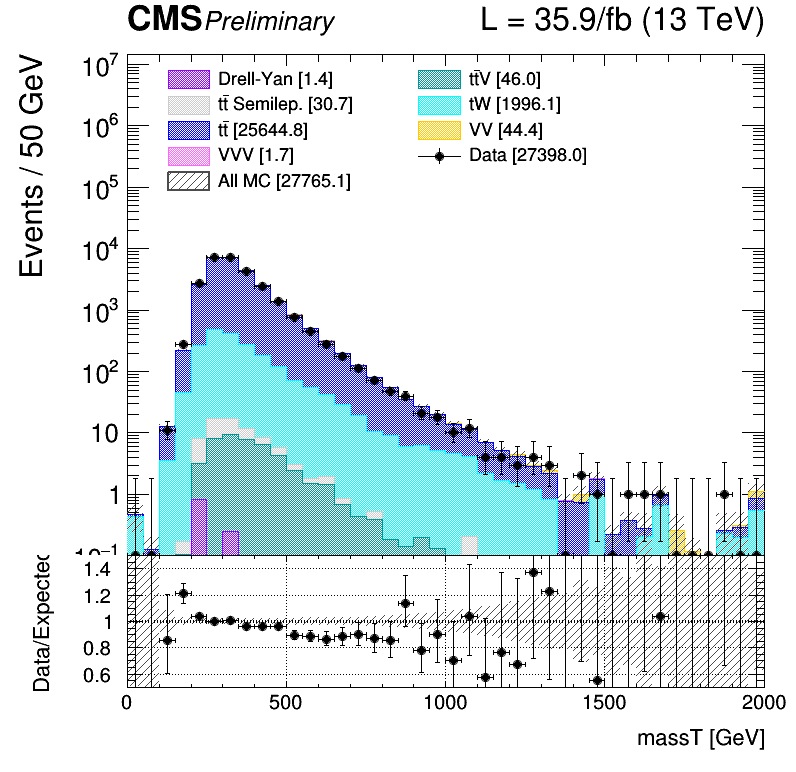 CMS Preliminary L = 35.9/fb (13 TeV)
Events / 50 GeV
10⁷
10⁶
10⁵
10⁴
10³
10²
10
1
10⁻¹
Drell-Yan [1.4] tt̄V [46.0]
tt̄ Semilep. [30.7] tW [1996.1]
tt̄ [25644.8] VV [44.4]
VVV [1.7] Data [27398.0]
All MC [27765.1]
Data/Expected
1.4
1.2
1
0.8
0.6
0 500 1000 1500 2000
massT [GeV]